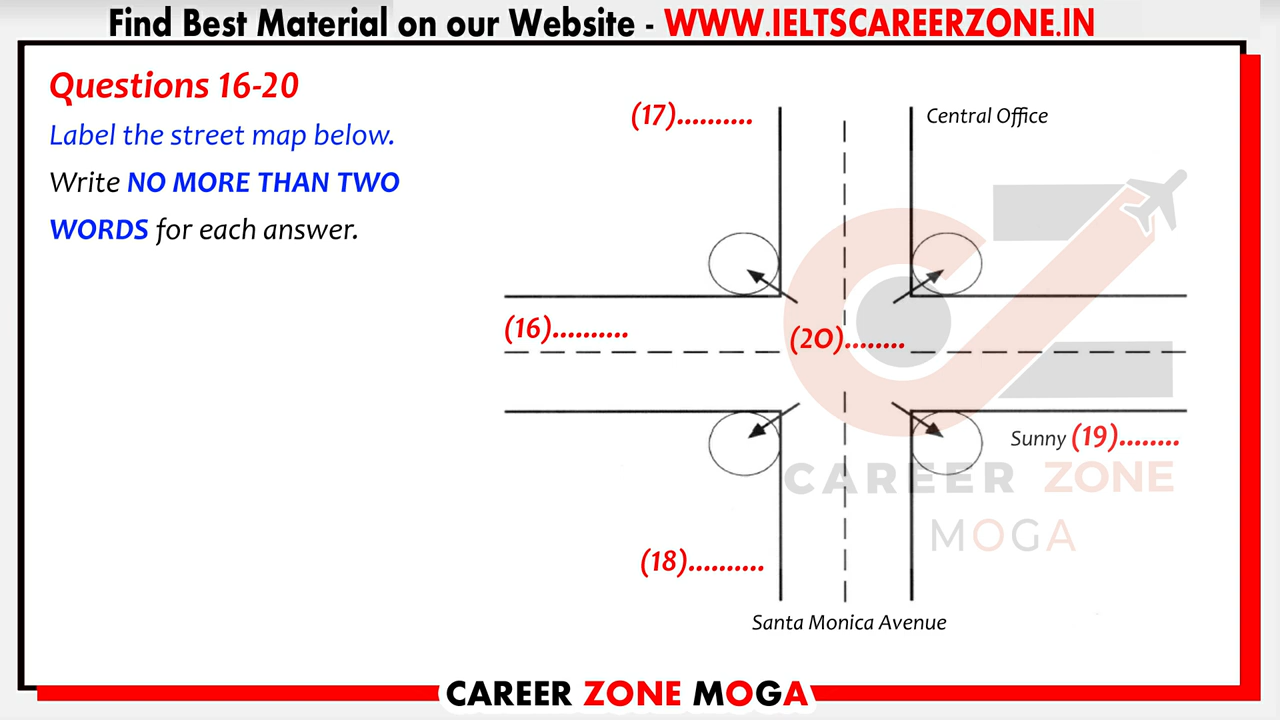 Find Best Material on our Website - WWW.IELTSCAREERZONE.IN
Questions 16-20
Label the street map below.
Write NO MORE THAN TWO
WORDS for each answer.
(17)..........
Central Office
(16)..........
(20)........
Sunny (19)........
CAREER ZONE
MOGA
(18)..........
Santa Monica Avenue
CAREER ZONE MOGA